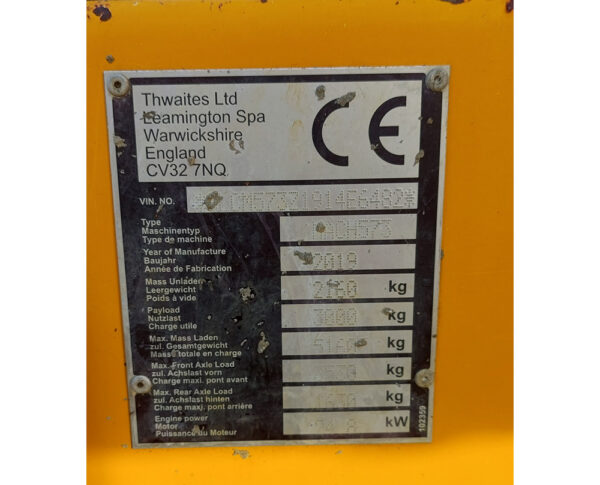 Thwaites Ltd
Leamington Spa
Warwickshire
England
CV32 7NQ
CE
VIN. NO.
Type
Maschinentyp
Type de machine
MACH573
Year of Manufacture
Baujahr
Année de Fabrication
2019
Mass Unladen
Leergewicht
Poids à vide
2160 kg
Payload
Nutzlast
Charge utile
3000 kg
Max. Mass Laden
zul. Gesamtgewicht
Masse totale en charge
kg
Max. Front Axle Load
zul. Achslast vorn
Charge maxi. pont avant
kg
Max. Rear Axle Load
zul. Achslast hinten
Charge maxi. pont arrière
kg
Engine power
Motor
Puissance du Moteur
kW
102359